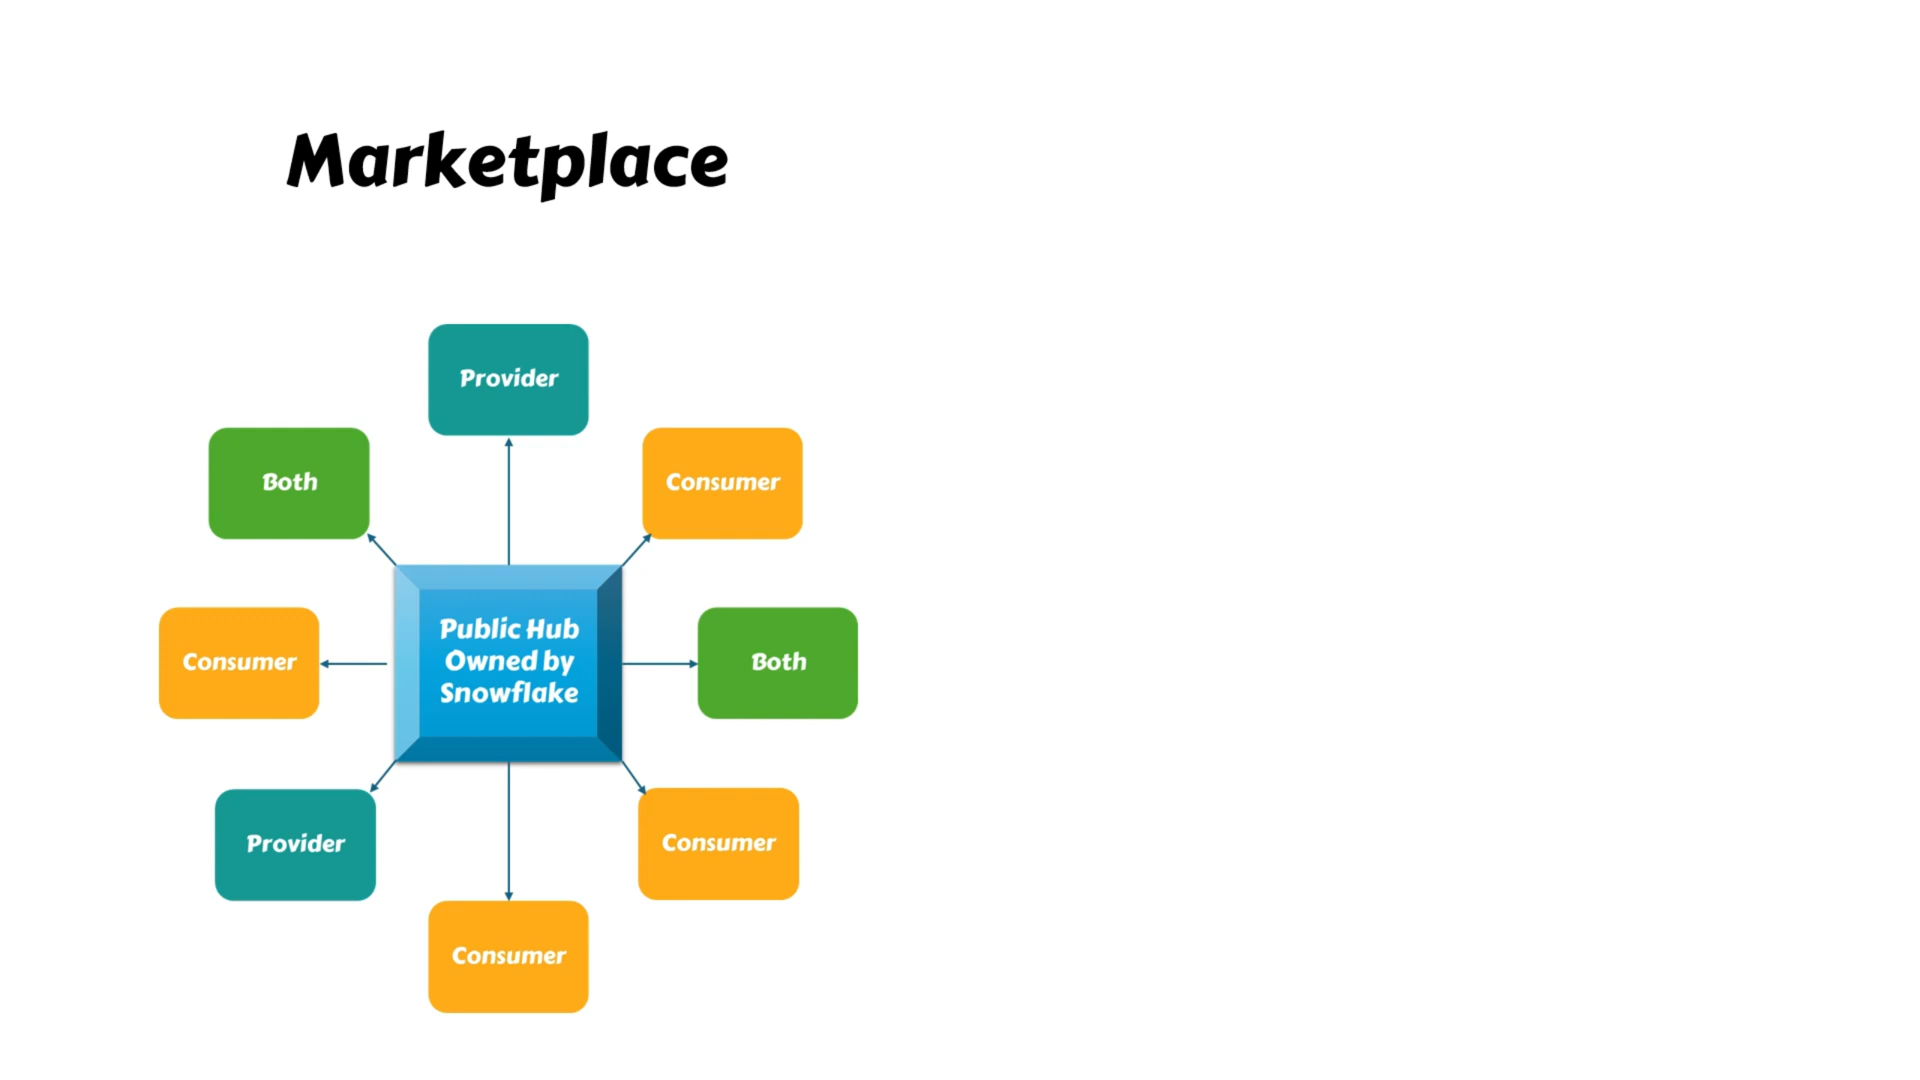 Marketplace
Provider
Both
Consumer
Public Hub
Owned by
Snowflake
Consumer
Both
Provider
Consumer
Consumer